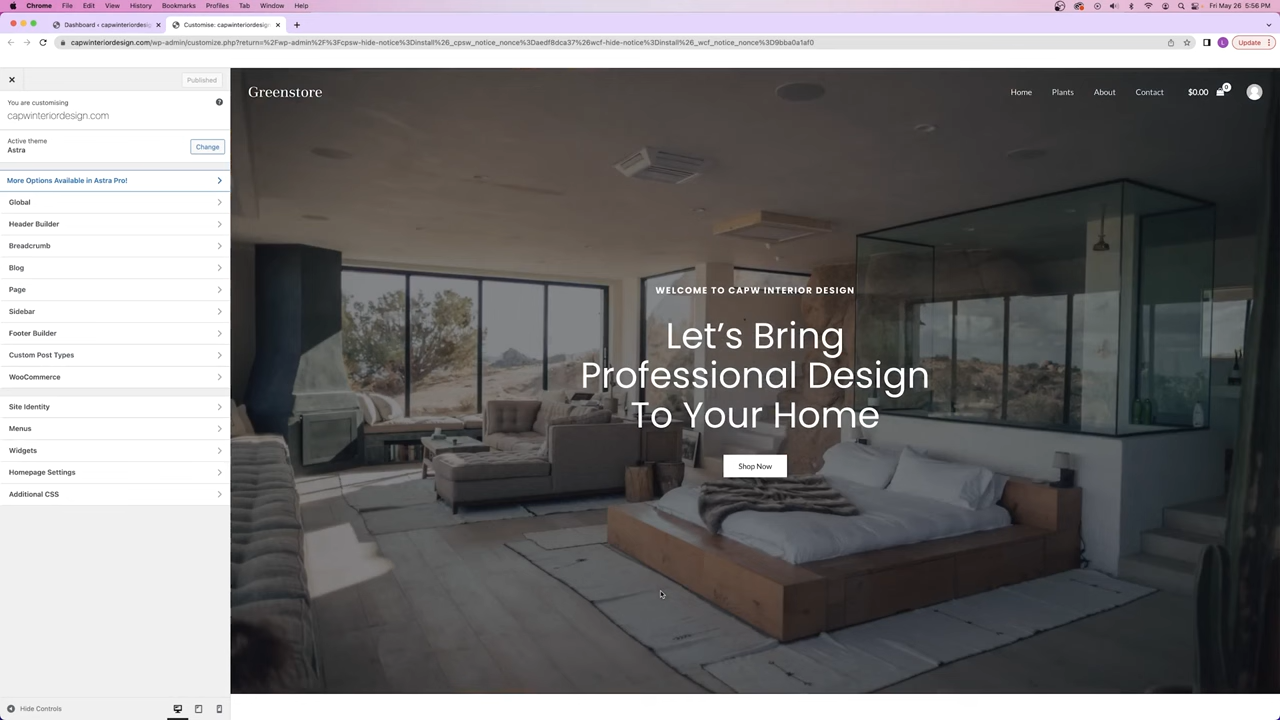 Chrome File Edit View History Bookmarks Profiles Tab Window Help
Fri May 26 5:56 PM
Dashboard ‹ capwinteriordesig
Customise: capwinteriordesign
capwinteriordesign.com/wp-admin/customize.php?return=%2Fwp-admin%2F%3Fcpsw-hide-notice%3Dinstall%26_cpsw_notice_nonce%3Daedf8dca37%26wcf-hide-notice%3Dinstall%26_wcf_notice_nonce%3D9bba0a1af0
L
Update
Published
You are customising
capwinteriordesign.com
Active theme
Astra
Change
More Options Available in Astra Pro!
Global
Header Builder
Breadcrumb
Blog
Page
Sidebar
Footer Builder
Custom Post Types
WooCommerce
Site Identity
Menus
Widgets
Homepage Settings
Additional CSS
Hide Controls
Greenstore
Home Plants About Contact $0.00 0
WELCOME TO CAPW INTERIOR DESIGN
Let’s Bring
Professional Design
To Your Home
Shop Now